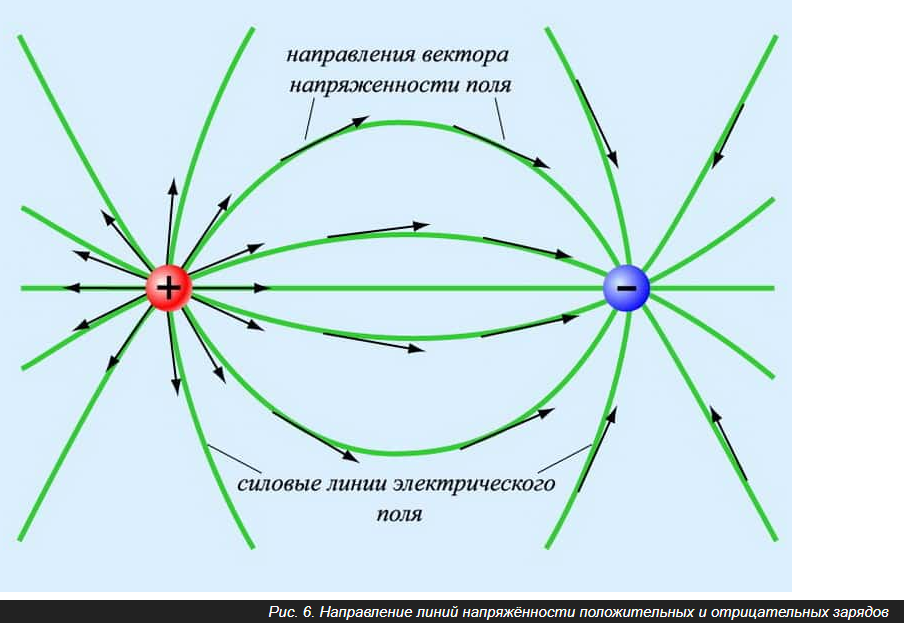 направления вектора
напряженности поля
+
-
силовые линии электрического
поля
Рис. 6. Направление линий напряжённости положительных и отрицательных зарядов